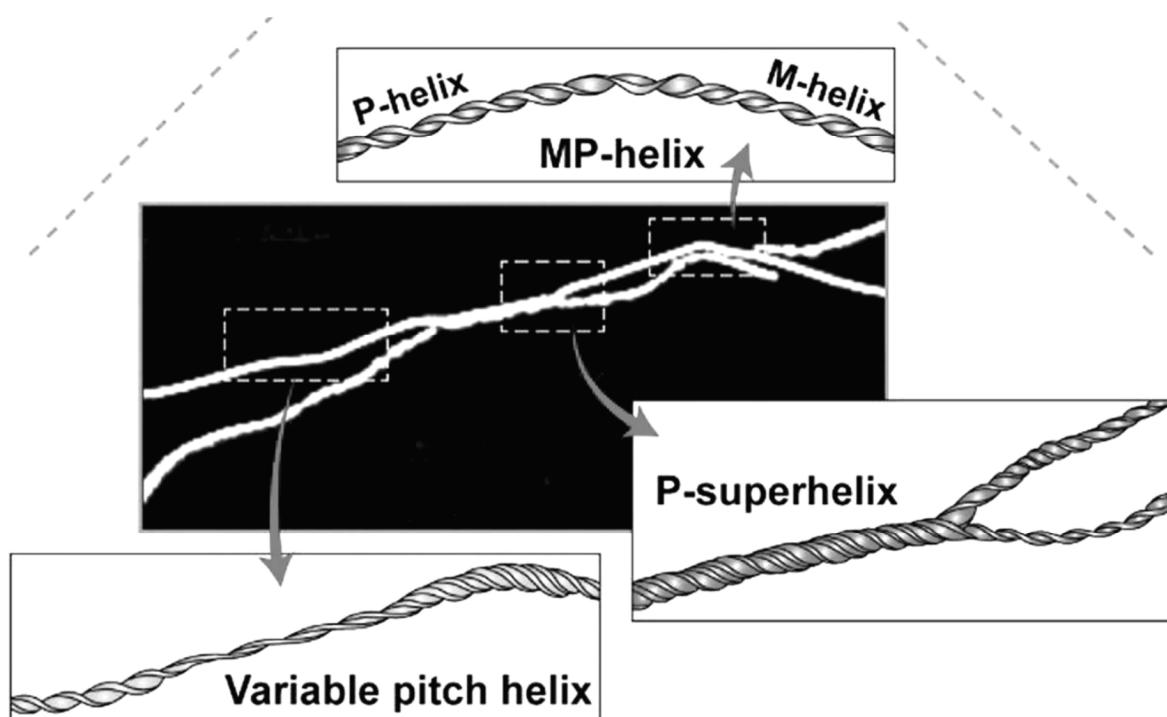 P-helix
M-helix
MP-helix
P-superhelix
Variable pitch helix